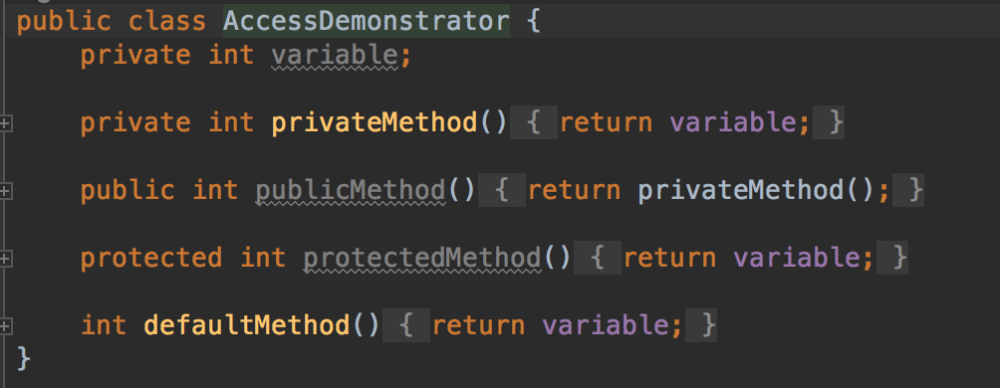 public class AccessDemonstrator {
    private int variable;
    private int privateMethod() { return variable; }
    public int publicMethod() { return privateMethod(); }
    protected int protectedMethod() { return variable; }
    int defaultMethod() { return variable; }
}